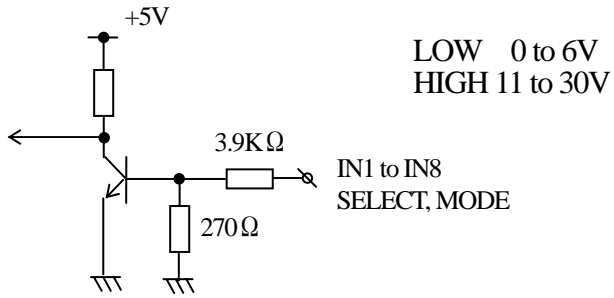 +5V
LOW 0 to 6V
HIGH 11 to 30V
3.9KΩ
IN1 to IN8
SELECT, MODE
270Ω